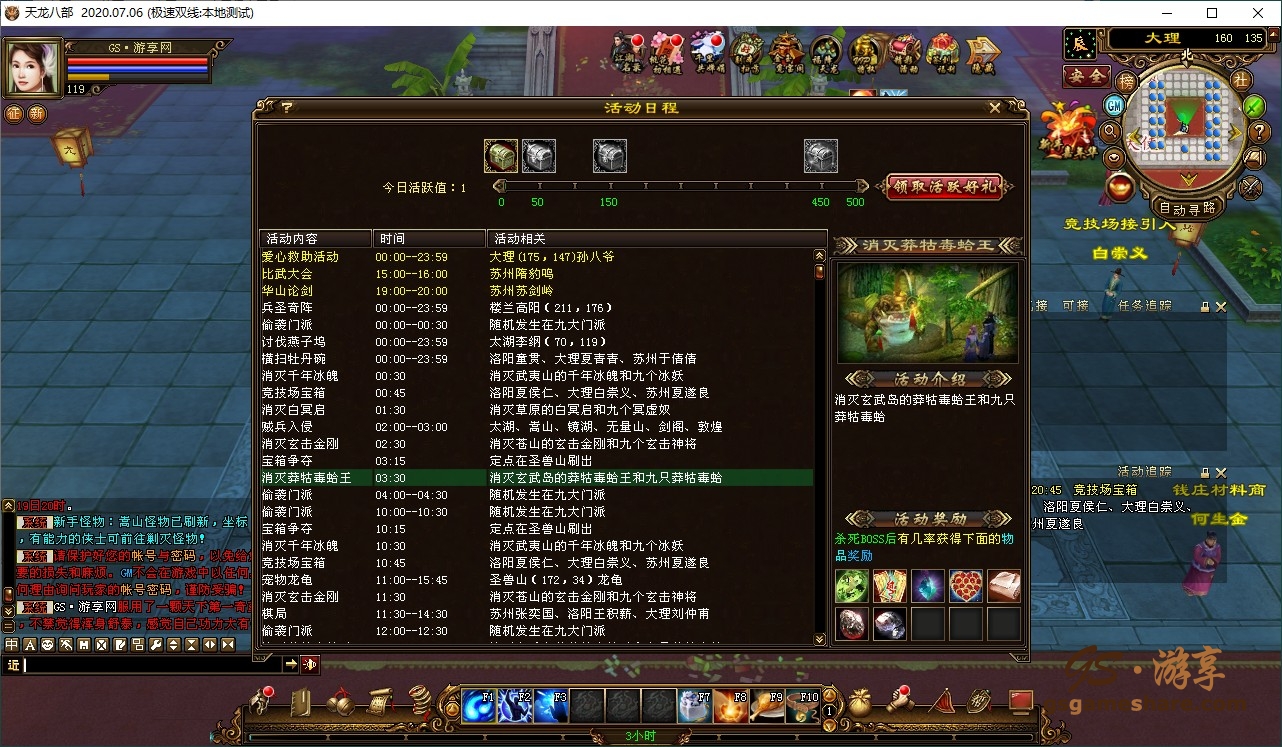 天龙八部 2020.07.06 (极速双线:本地测试)
GS·游享网
119
征 新
大理 160 135
辰
北
安全
榜
社
GM
自动寻路
竞技场接引人
白崇义
可接 任务追踪
活动日程
今日活跃值：1
0 50 150 450 500
领取活跃好礼
活动内容 时间 活动相关
爱心救助活动 00:00--23:59 大理(175，147)孙八爷
比武大会 15:00--16:00 苏州隋豹鸣
华山论剑 19:00--20:00 苏州苏剑岭
兵圣奇阵 00:00--23:59 楼兰高阳（211，176）
偷袭门派 00:00--00:30 随机发生在九大门派
讨伐燕子坞 00:00--23:59 太湖李纲（70，119）
横扫牡丹碗 00:00--23:59 洛阳童贯、大理夏青青、苏州于倩倩
消灭千年冰魄 00:30 消灭武夷山的千年冰魄和九个冰妖
竞技场宝箱 00:45 洛阳夏侯仁、大理白崇义、苏州夏遂良
消灭白冥启 01:30 消灭草原的白冥启和九个冥虚奴
贼兵入侵 02:00--03:00 太湖、嵩山、镜湖、无量山、剑阁、敦煌
消灭玄击金刚 02:30 消灭苍山的玄击金刚和九个玄击神将
宝箱争夺 03:15 定点在圣兽山刷出
消灭莽牯毒蛤王 03:30 消灭玄武岛的莽牯毒蛤王和九只莽牯毒蛤
偷袭门派 04:00--04:30 随机发生在九大门派
偷袭门派 10:00--10:30 随机发生在九大门派
宝箱争夺 10:15 定点在圣兽山刷出
消灭千年冰魄 10:30 消灭武夷山的千年冰魄和九个冰妖
竞技场宝箱 10:45 洛阳夏侯仁、大理白崇义、苏州夏遂良
宠物龙龟 11:00--15:45 圣兽山（172，34）龙龟
消灭玄击金刚 11:30 消灭苍山的玄击金刚和九个玄击神将
棋局 11:30--14:30 苏州张奕国、洛阳王积薪、大理刘仲甫
偷袭门派 12:00--12:30 随机发生在九大门派
消灭莽牯毒蛤王
活动介绍
消灭玄武岛的莽牯毒蛤王和九只
莽牯毒蛤
活动奖励
杀死BOSS后有几率获得下面的物
品奖励
活动追踪
20:45 竞技场宝箱
洛阳夏侯仁、大理白崇义、
州夏遂良
钱庄材料商
何生金
19日20时。
系统 新手怪物：嵩山怪物已刷新，坐标
，有能力的侠士可前往剿灭怪物！
系统 请保护好您的帐号与密码，以免给
要的损失和麻烦。GM不会在游戏中以任何
何理由询问玩家的帐号密码，谨防受骗！
系统 GS·游享网服用了一颗天下第一奇
，不禁觉得浑身舒泰，感觉自己功力大有
近
F1 F2 F3 F7 F8 F9 F10
1
3小时
GS·游享